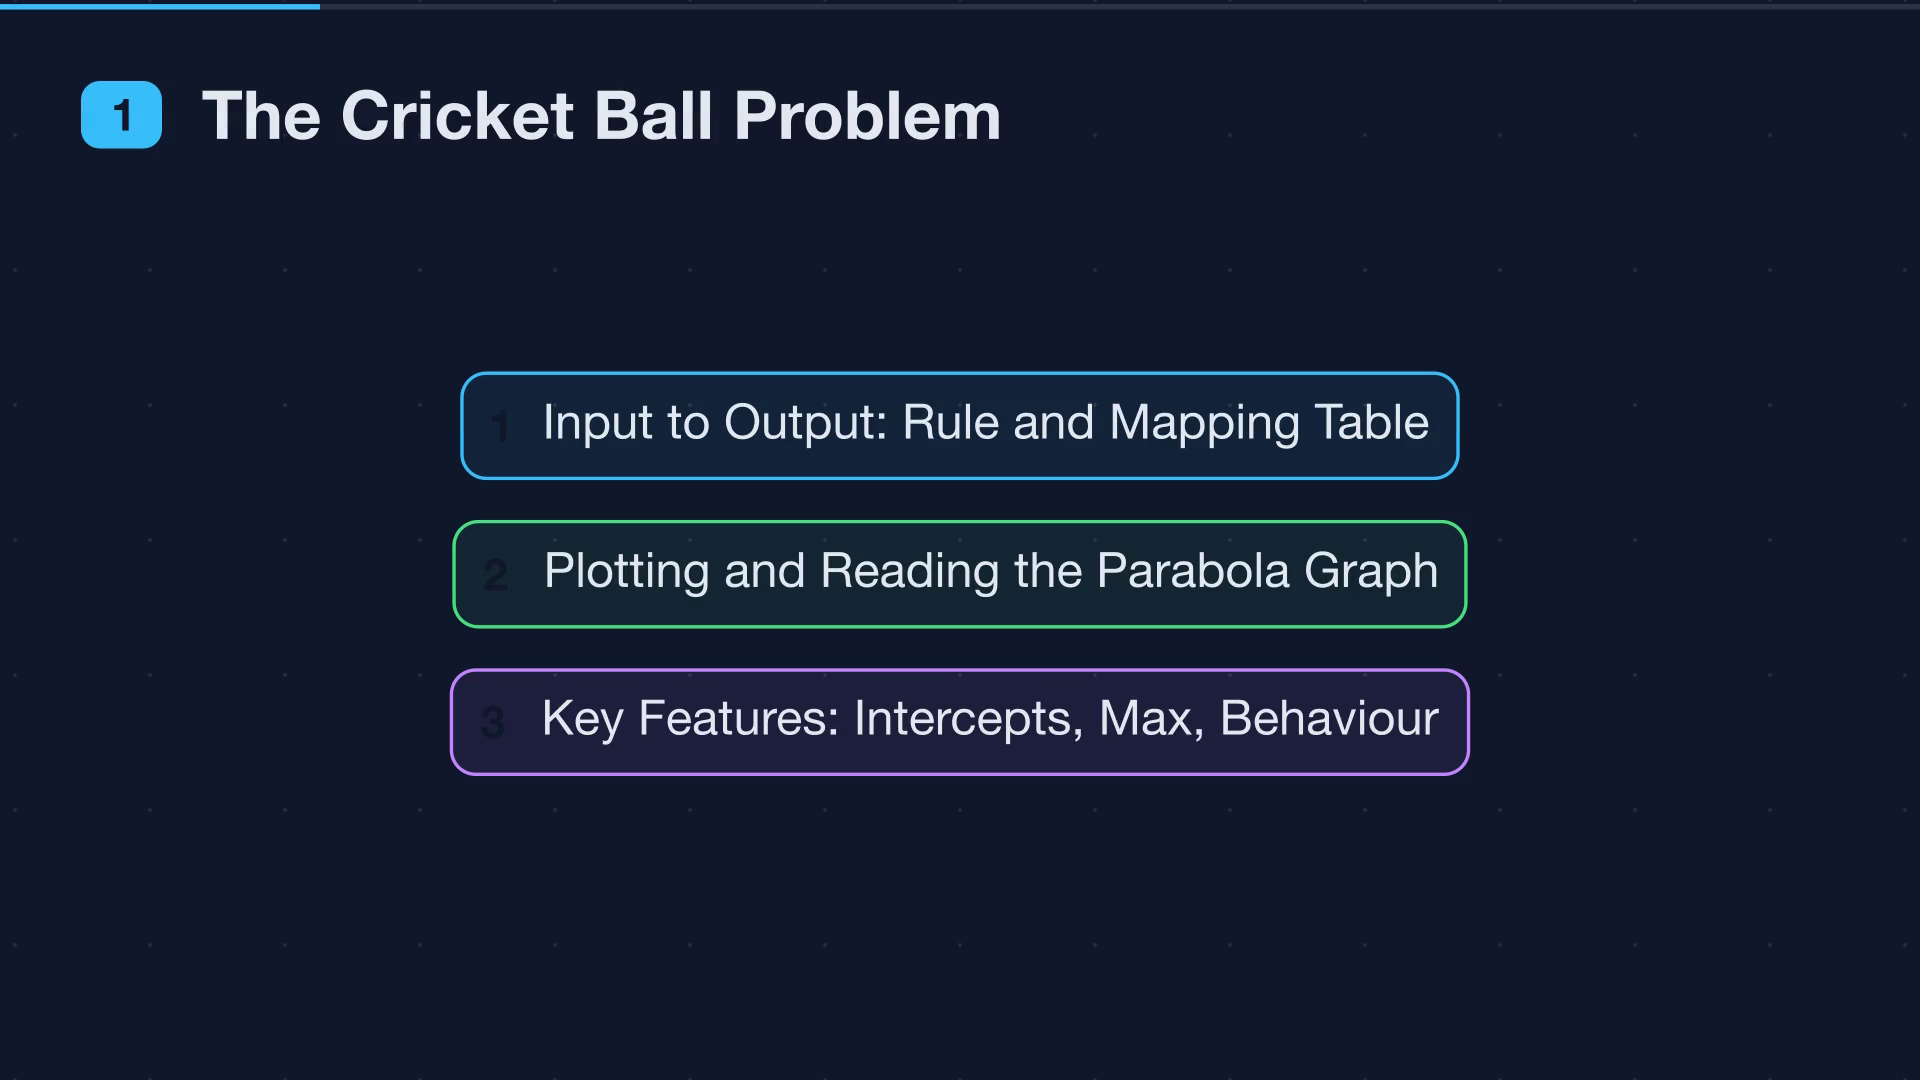 1 The Cricket Ball Problem
1 Input to Output: Rule and Mapping Table
2 Plotting and Reading the Parabola Graph
3 Key Features: Intercepts, Max, Behaviour